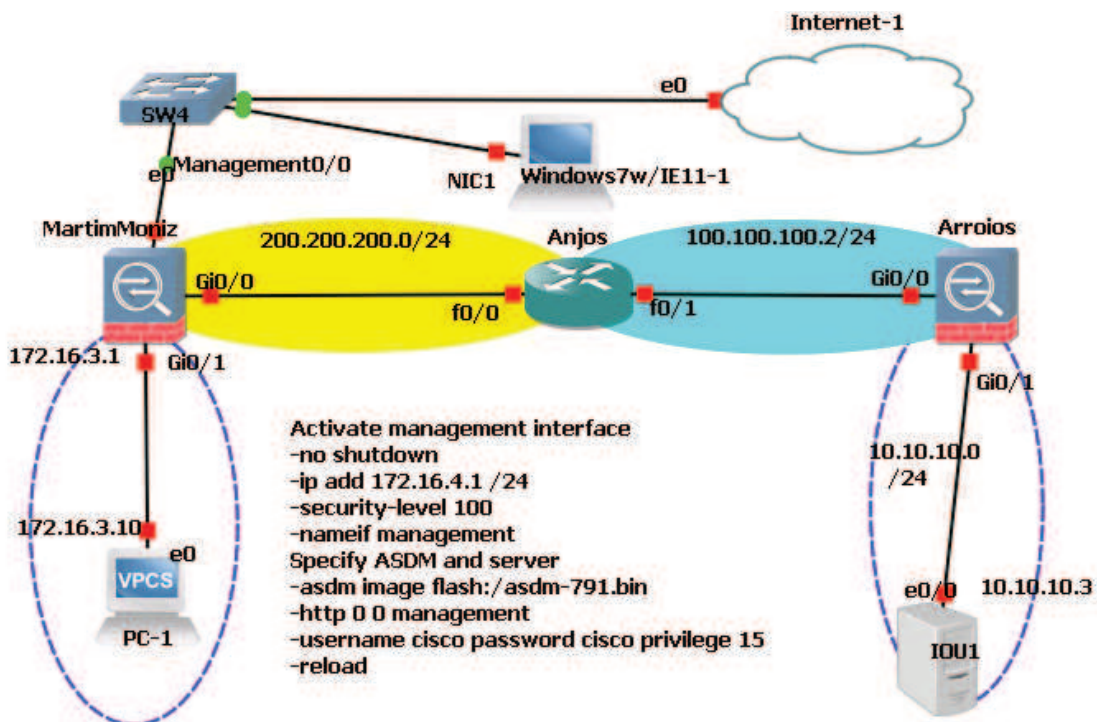 Internet-1
e0
SW4
Management0/0
e0
NIC1
Windows7w/IE11-1
MartimMoniz
200.200.200.0/24
Anjos
100.100.100.2/24
Arroios
Gi0/0
f0/0
f0/1
Gi0/0
172.16.3.1
Gi0/1
Gi0/1
Activate management interface
-no shutdown
-ip add 172.16.4.1 /24
-security-level 100
-nameif management
Specify ASDM and server
-asdm image flash:/asdm-791.bin
-http 0 0 management
-username cisco password cisco privilege 15
-reload
10.10.10.0
/24
172.16.3.10
e0
VPCS
PC-1
e0/0
10.10.10.3
IOU1